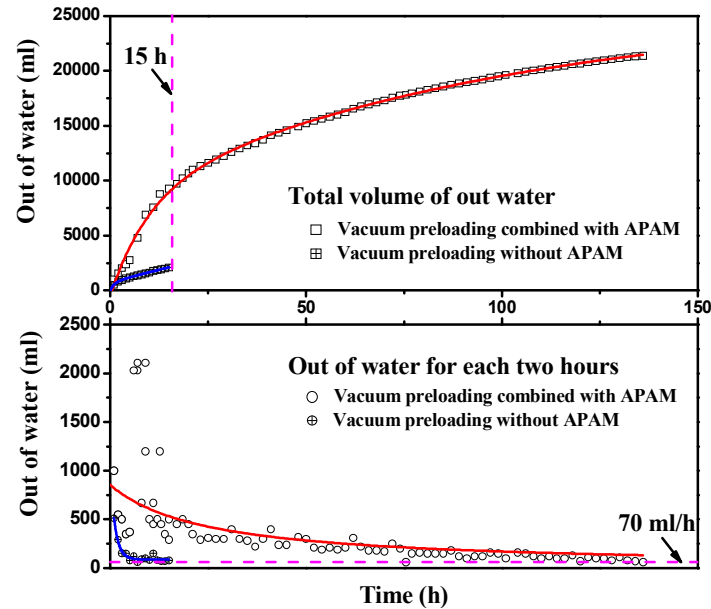 25000
20000
15000
10000
5000
0
Out of water (ml)
15 h
Total volume of out water
Vacuum preloading combined with APAM
Vacuum preloading without APAM
0
50
100
150
2500
2000
1500
1000
500
0
Out of water (ml)
Out of water for each two hours
Vacuum preloading combined with APAM
Vacuum preloading without APAM
70 ml/h
Time (h)